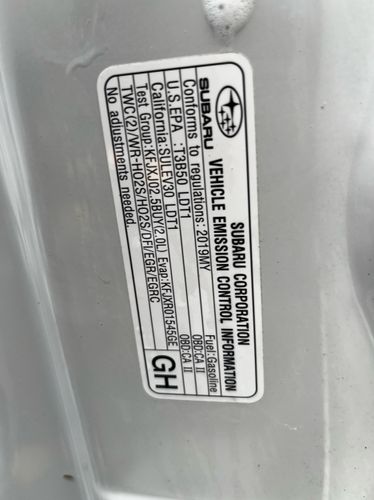 SUBARU
SUBARU CORPORATION
VEHICLE EMISSION CONTROL INFORMATION
Conforms to regulations: 2019MY Fuel: Gasoline
U.S.EPA :T3B50 LDT1 OBD:CA II
California:SULEV30 LDT1 OBD:CA II
Test Group:KFJXJ02.5BUY(2.0L) Evap:KFJXR01545GE
TWC(2)/WR-HO2S/HO2S/DFI/EGR/EGRC
No adjustments needed.
GH